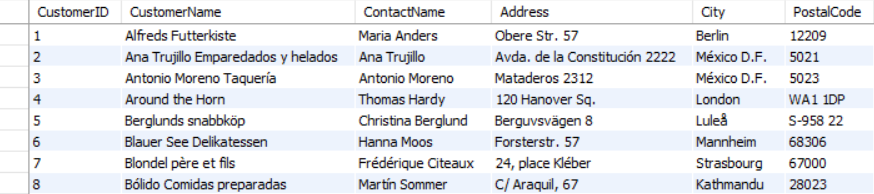 CustomerID CustomerName ContactName Address City PostalCode
1 Alfreds Futterkiste Maria Anders Obere Str. 57 Berlin 12209
2 Ana Trujillo Emparedados y helados Ana Trujillo Avda. de la Constitución 2222 México D.F. 5021
3 Antonio Moreno Taquería Antonio Moreno Mataderos 2312 México D.F. 5023
4 Around the Horn Thomas Hardy 120 Hanover Sq. London WA1 1DP
5 Berglunds snabbköp Christina Berglund Berguvsvägen 8 Luleå S-958 22
6 Blauer See Delikatessen Hanna Moos Forsterstr. 57 Mannheim 68306
7 Blondel père et fils Frédérique Citeaux 24, place Kléber Strasbourg 67000
8 Bólido Comidas preparadas Martín Sommer C/ Araquil, 67 Kathmandu 28023